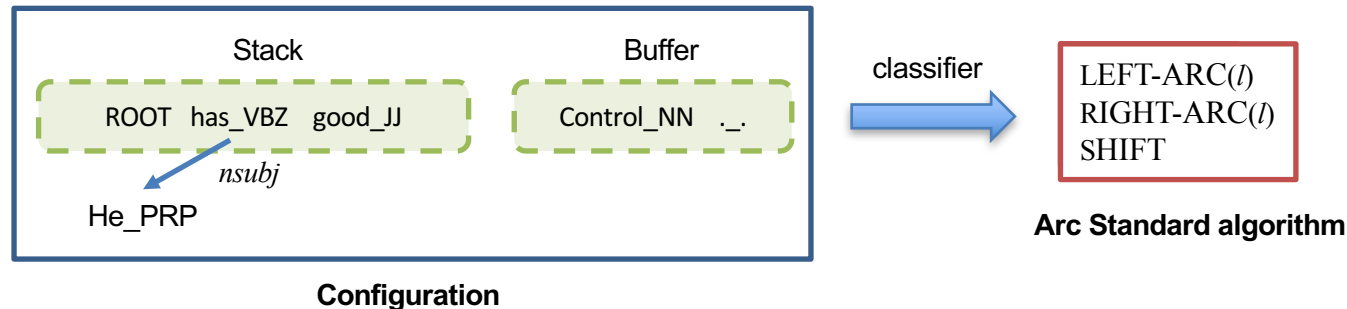 Stack
Buffer
ROOT has_VBZ good_JJ
Control_NN ._.
nsubj
He_PRP
Configuration
classifier
LEFT-ARC(l)
RIGHT-ARC(l)
SHIFT
Arc Standard algorithm